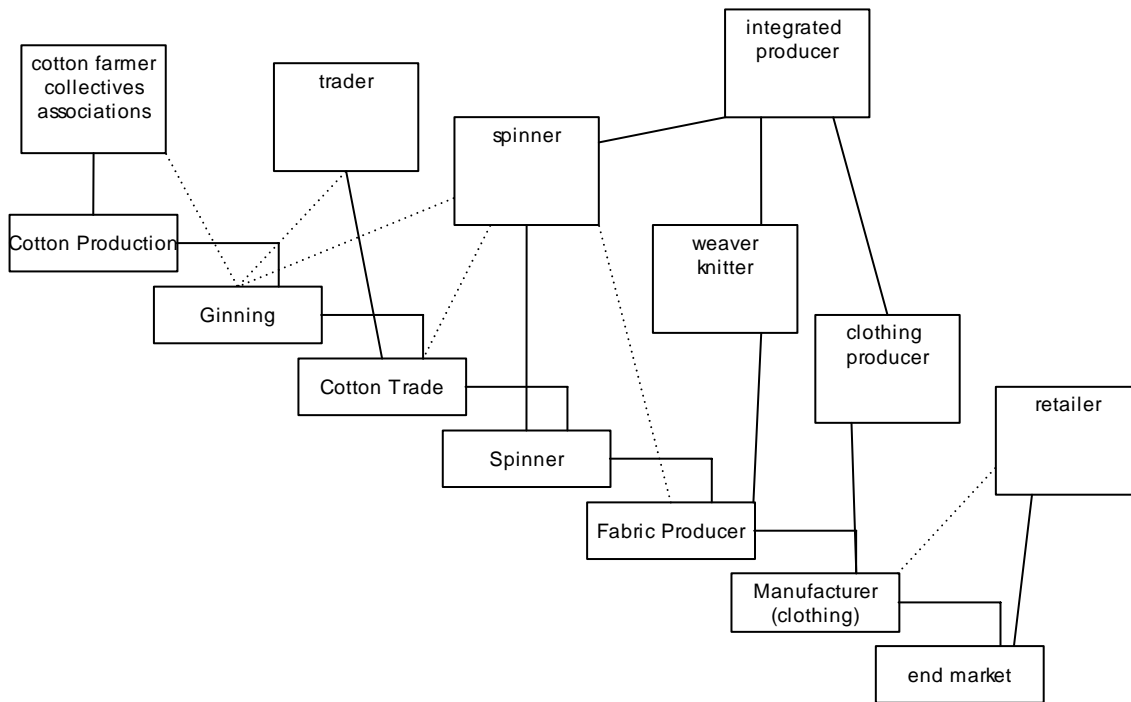 integrated
producer
cotton farmer
collectives
associations
trader
spinner
Cotton Production
weaver
knitter
Ginning
clothing
producer
Cotton Trade
retailer
Spinner
Fabric Producer
Manufacturer
(clothing)
end market